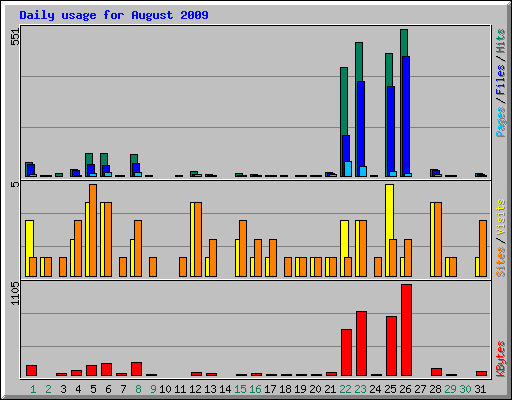 Daily usage for August 2009
551
Pages / Files / Hits
5
Sites / Visits
1105
KBytes
1 2 3 4 5 6 7 8 9 10 11 12 13 14 15 16 17 18 19 20 21 22 23 24 25 26 27 28 29 30 31